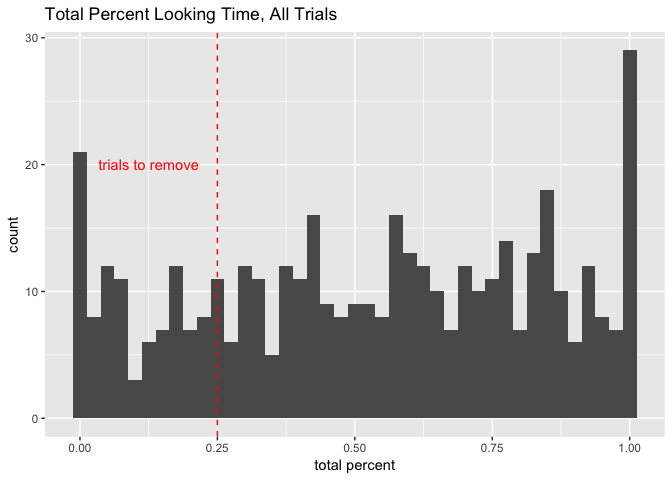 Total Percent Looking Time, All Trials
30
20
10
0
count
trials to remove
0.00
0.25
0.50
0.75
1.00
total percent